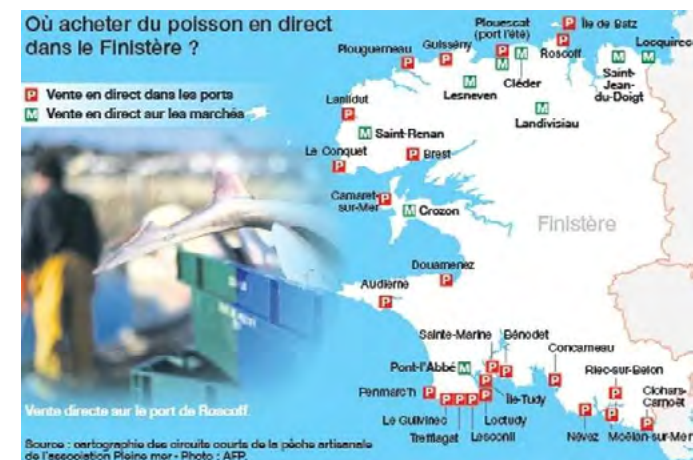 Où acheter du poisson en direct
dans le Finistère ?
P Vente en direct dans les ports
M Vente en direct sur les marchés
Plouescat
(port l'été)
P Île de Batz
Plouguerneau
Guissény
Roscoff
Locquirec
Cléder
Saint-
Jean-
du-Doigt
Lesneven
Landivisiau
Lanildut
M Saint-Renan
Le Conquet
P Brest
Camaret-
sur-Mer
M Crozon
Finistère
Douarnenez
Audierne
Sainte-Marine
Bénodet
Concarneau
Pont-l'Abbé
Riec-sur-Belon
Clohars-
Carnoët
Penmarc'h
Île-Tudy
Le Guilvinec
Loctudy
Treffiagat
Lesconil
Névez
Moëlan-sur-Mer
Vente directe sur le port de Roscoff.
Source : cartographie des circuits courts de la pêche artisanale
de l'association Pleine mer - Photo : AFP.